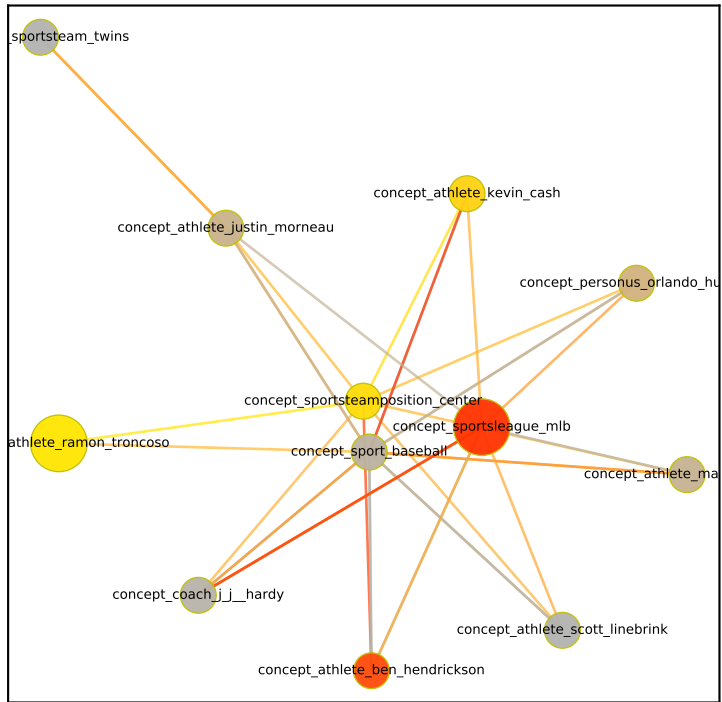 _sportsteam_twins
concept_athlete_kevin_cash
concept_athlete_justin_morneau
concept_personus_orlando_hu
concept_sportsteamposition_center
concept_sportsleague_mlb
athlete_ramon_troncoso
concept_sport_baseball
concept_athlete_ma
concept_coach_j_j__hardy
concept_athlete_scott_linebrink
concept_athlete_ben_hendrickson